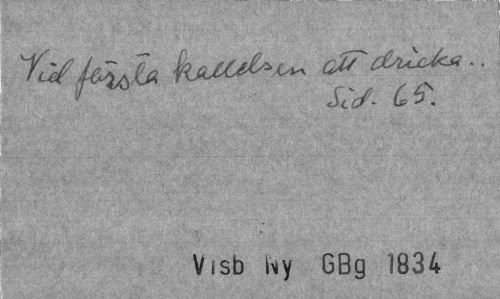 Vid första kallelsen att dricka..
Sid. 65.
Visb Ny GBg 1834